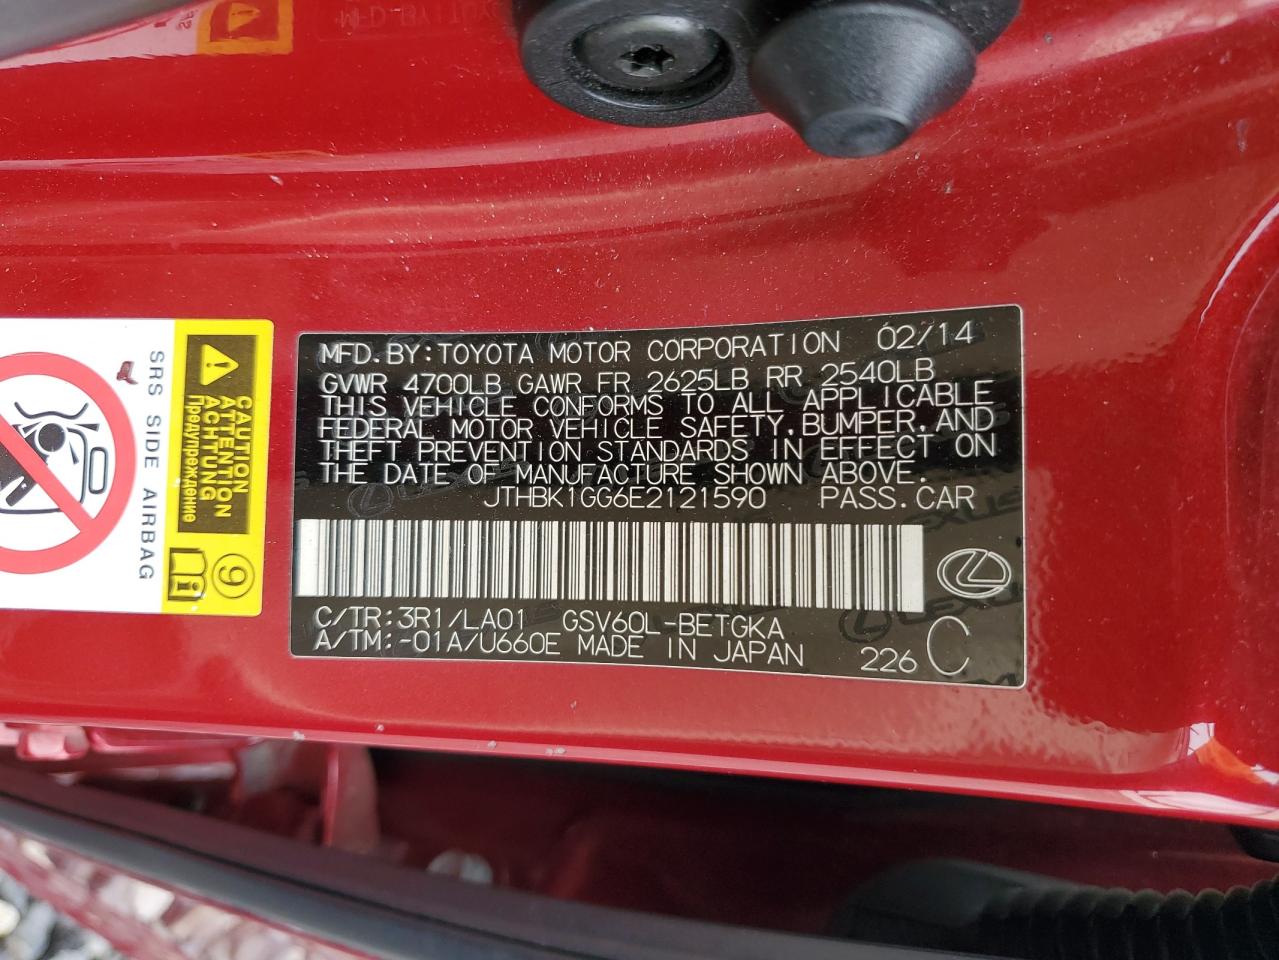 MFD.BY:TOYOTA MOTOR CORPORATION 02/14
GVWR 4700LB GAWR FR 2625LB RR 2540LB
THIS VEHICLE CONFORMS TO ALL APPLICABLE
FEDERAL MOTOR VEHICLE SAFETY,BUMPER,AND
THEFT PREVENTION STANDARDS IN EFFECT ON
THE DATE OF MANUFACTURE SHOWN ABOVE.
JTHBK1GG6E2121590 PASS.CAR
C/TR:3R1/LA01 GSV60L-BETGKA
A/TM:-01A/U660E MADE IN JAPAN 226 C
LEXUS
CAUTION
ATTENTION
ACHTUNG
Предупреждение
9
SRS SIDE AIRBAG